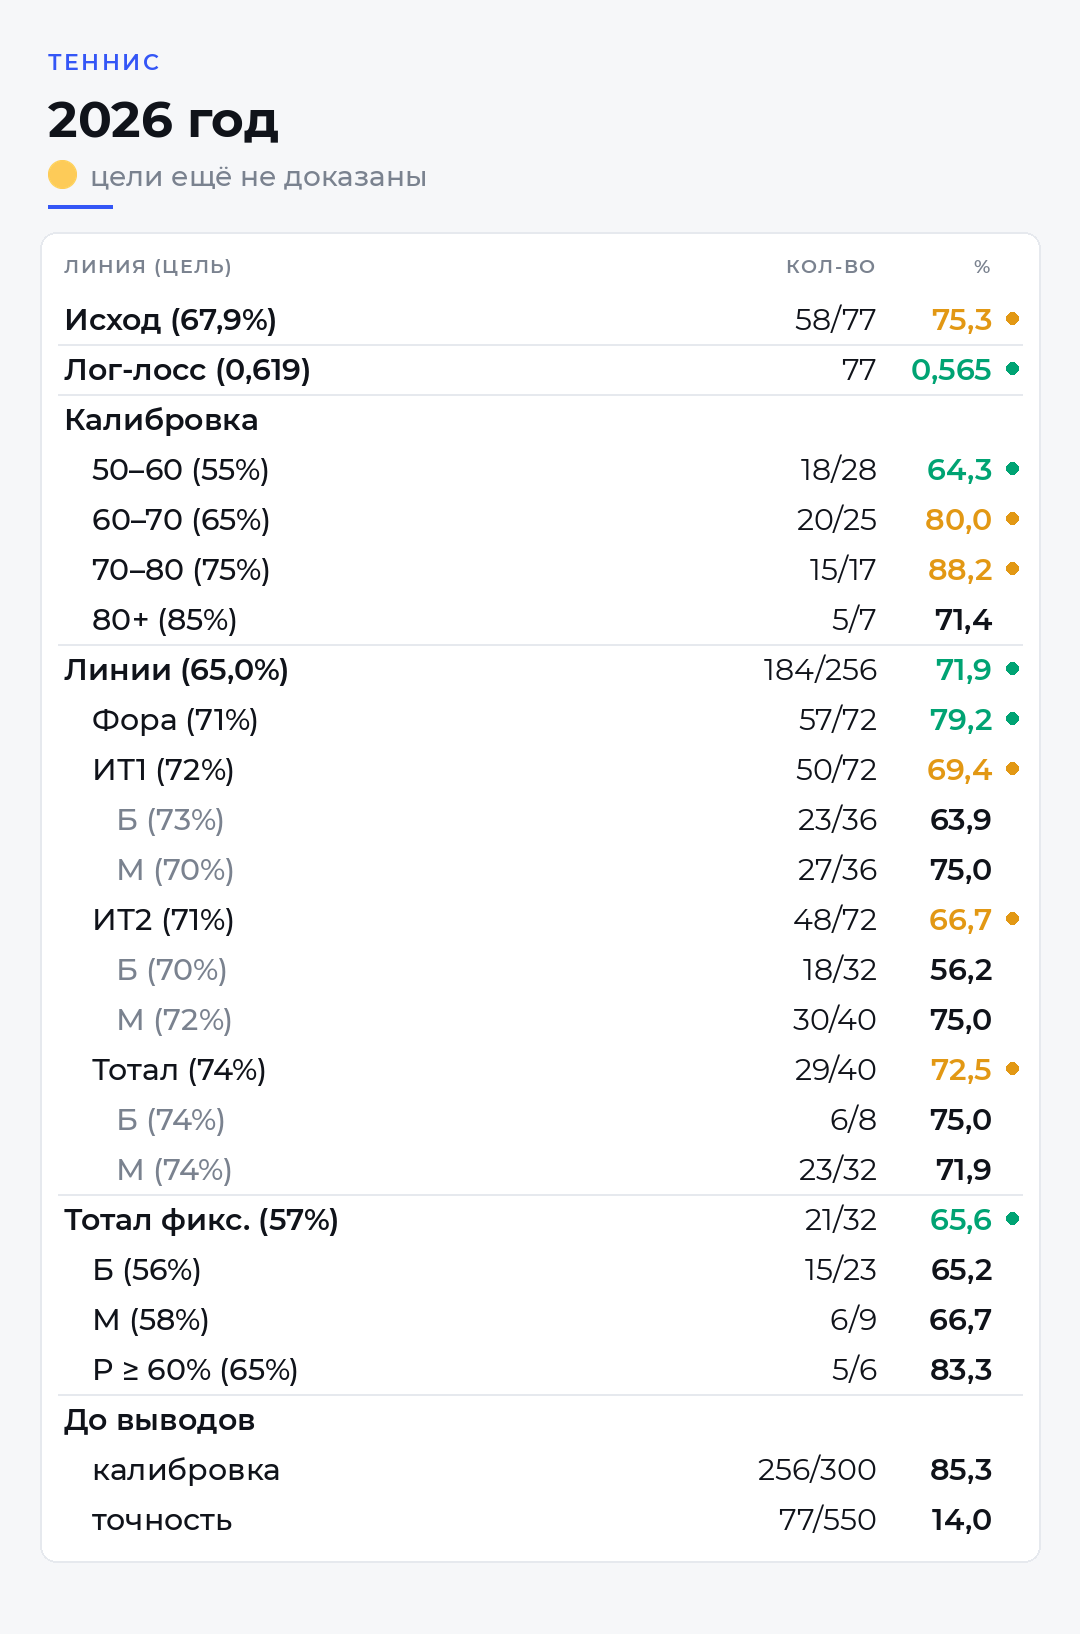 ТЕННИС
2026 год
цели ещё не доказаны
ЛИНИЯ (ЦЕЛЬ) КОЛ-ВО %
Исход (67,9%) 58/77 75,3
Лог-лосс (0,619) 77 0,565
Калибровка
50–60 (55%) 18/28 64,3
60–70 (65%) 20/25 80,0
70–80 (75%) 15/17 88,2
80+ (85%) 5/7 71,4
Линии (65,0%) 184/256 71,9
Фора (71%) 57/72 79,2
ИТ1 (72%) 50/72 69,4
Б (73%) 23/36 63,9
М (70%) 27/36 75,0
ИТ2 (71%) 48/72 66,7
Б (70%) 18/32 56,2
М (72%) 30/40 75,0
Тотал (74%) 29/40 72,5
Б (74%) 6/8 75,0
М (74%) 23/32 71,9
Тотал фикс. (57%) 21/32 65,6
Б (56%) 15/23 65,2
М (58%) 6/9 66,7
P ≥ 60% (65%) 5/6 83,3
До выводов
калибровка 256/300 85,3
точность 77/550 14,0